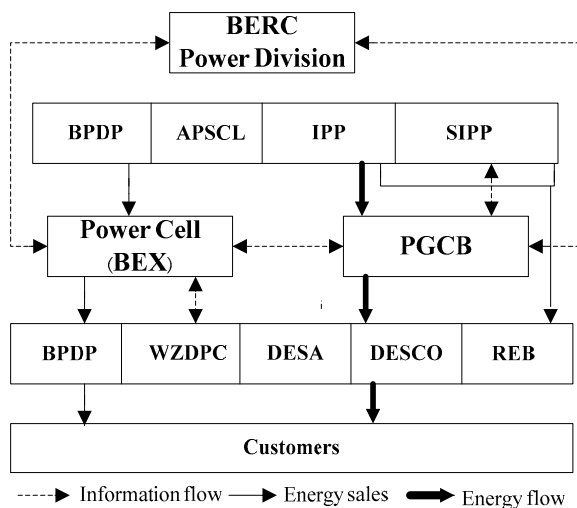 BERC
Power Division
BPDP APSCL IPP SIPP
Power Cell
(BEX)
PGCB
BPDP WZDPC DESA DESCO REB
Customers
Information flow Energy sales Energy flow